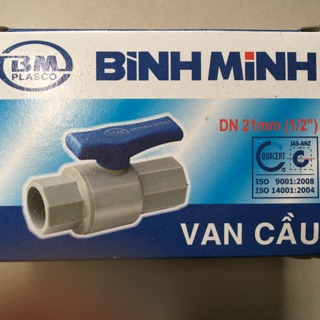 BM
PLASCO
BÌNH MINH
DN 21mm (1/2")
QUACERT
JAS-ANZ
ISO 9001:2008
ISO 14001:2004
VAN CẦU